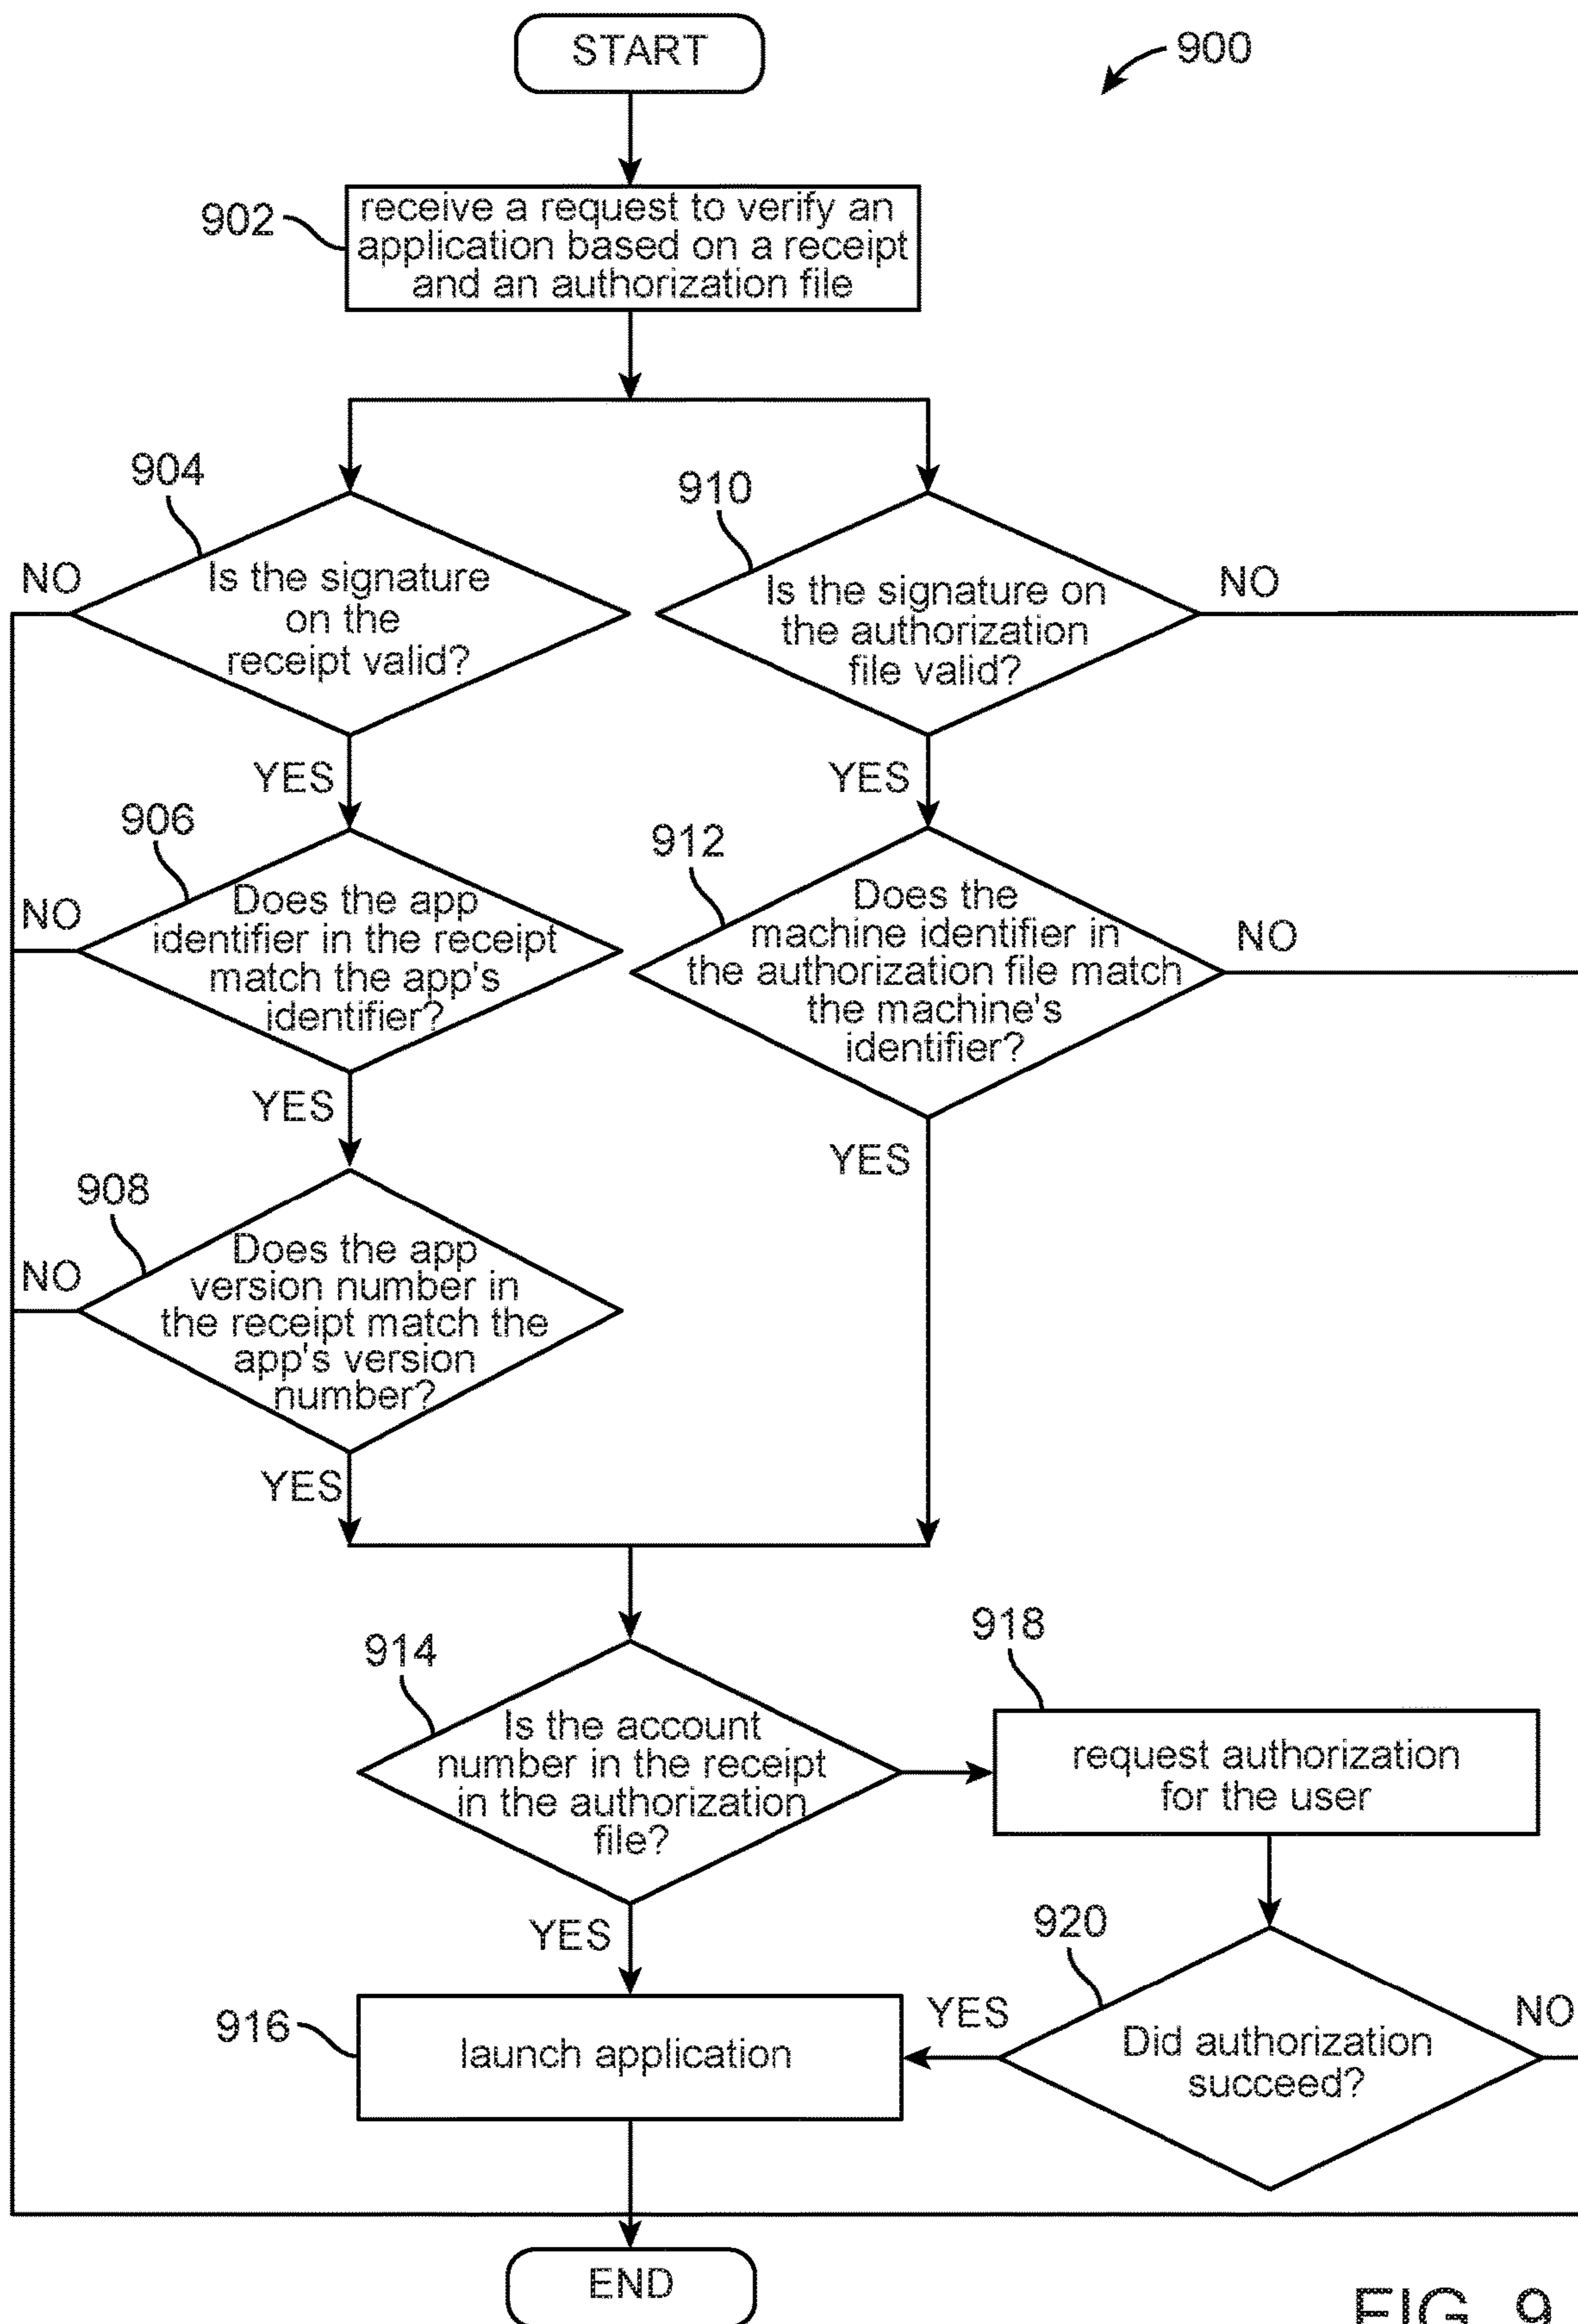 START
900
902
receive a request to verify an
application based on a receipt
and an authorization file
904
910
NO
Is the signature
on the
receipt valid?
Is the signature on
the authorization
file valid?
NO
YES
YES
906
912
NO
Does the app
identifier in the receipt
match the app's
identifier?
Does the
machine identifier in
the authorization file match
the machine's
identifier?
NO
YES
YES
908
NO
Does the app
version number in
the receipt match the
app's version
number?
YES
914
918
Is the account
number in the receipt
in the authorization
file?
request authorization
for the user
YES
920
916
launch application
YES
Did authorization
succeed?
NO
END
FIG. 9